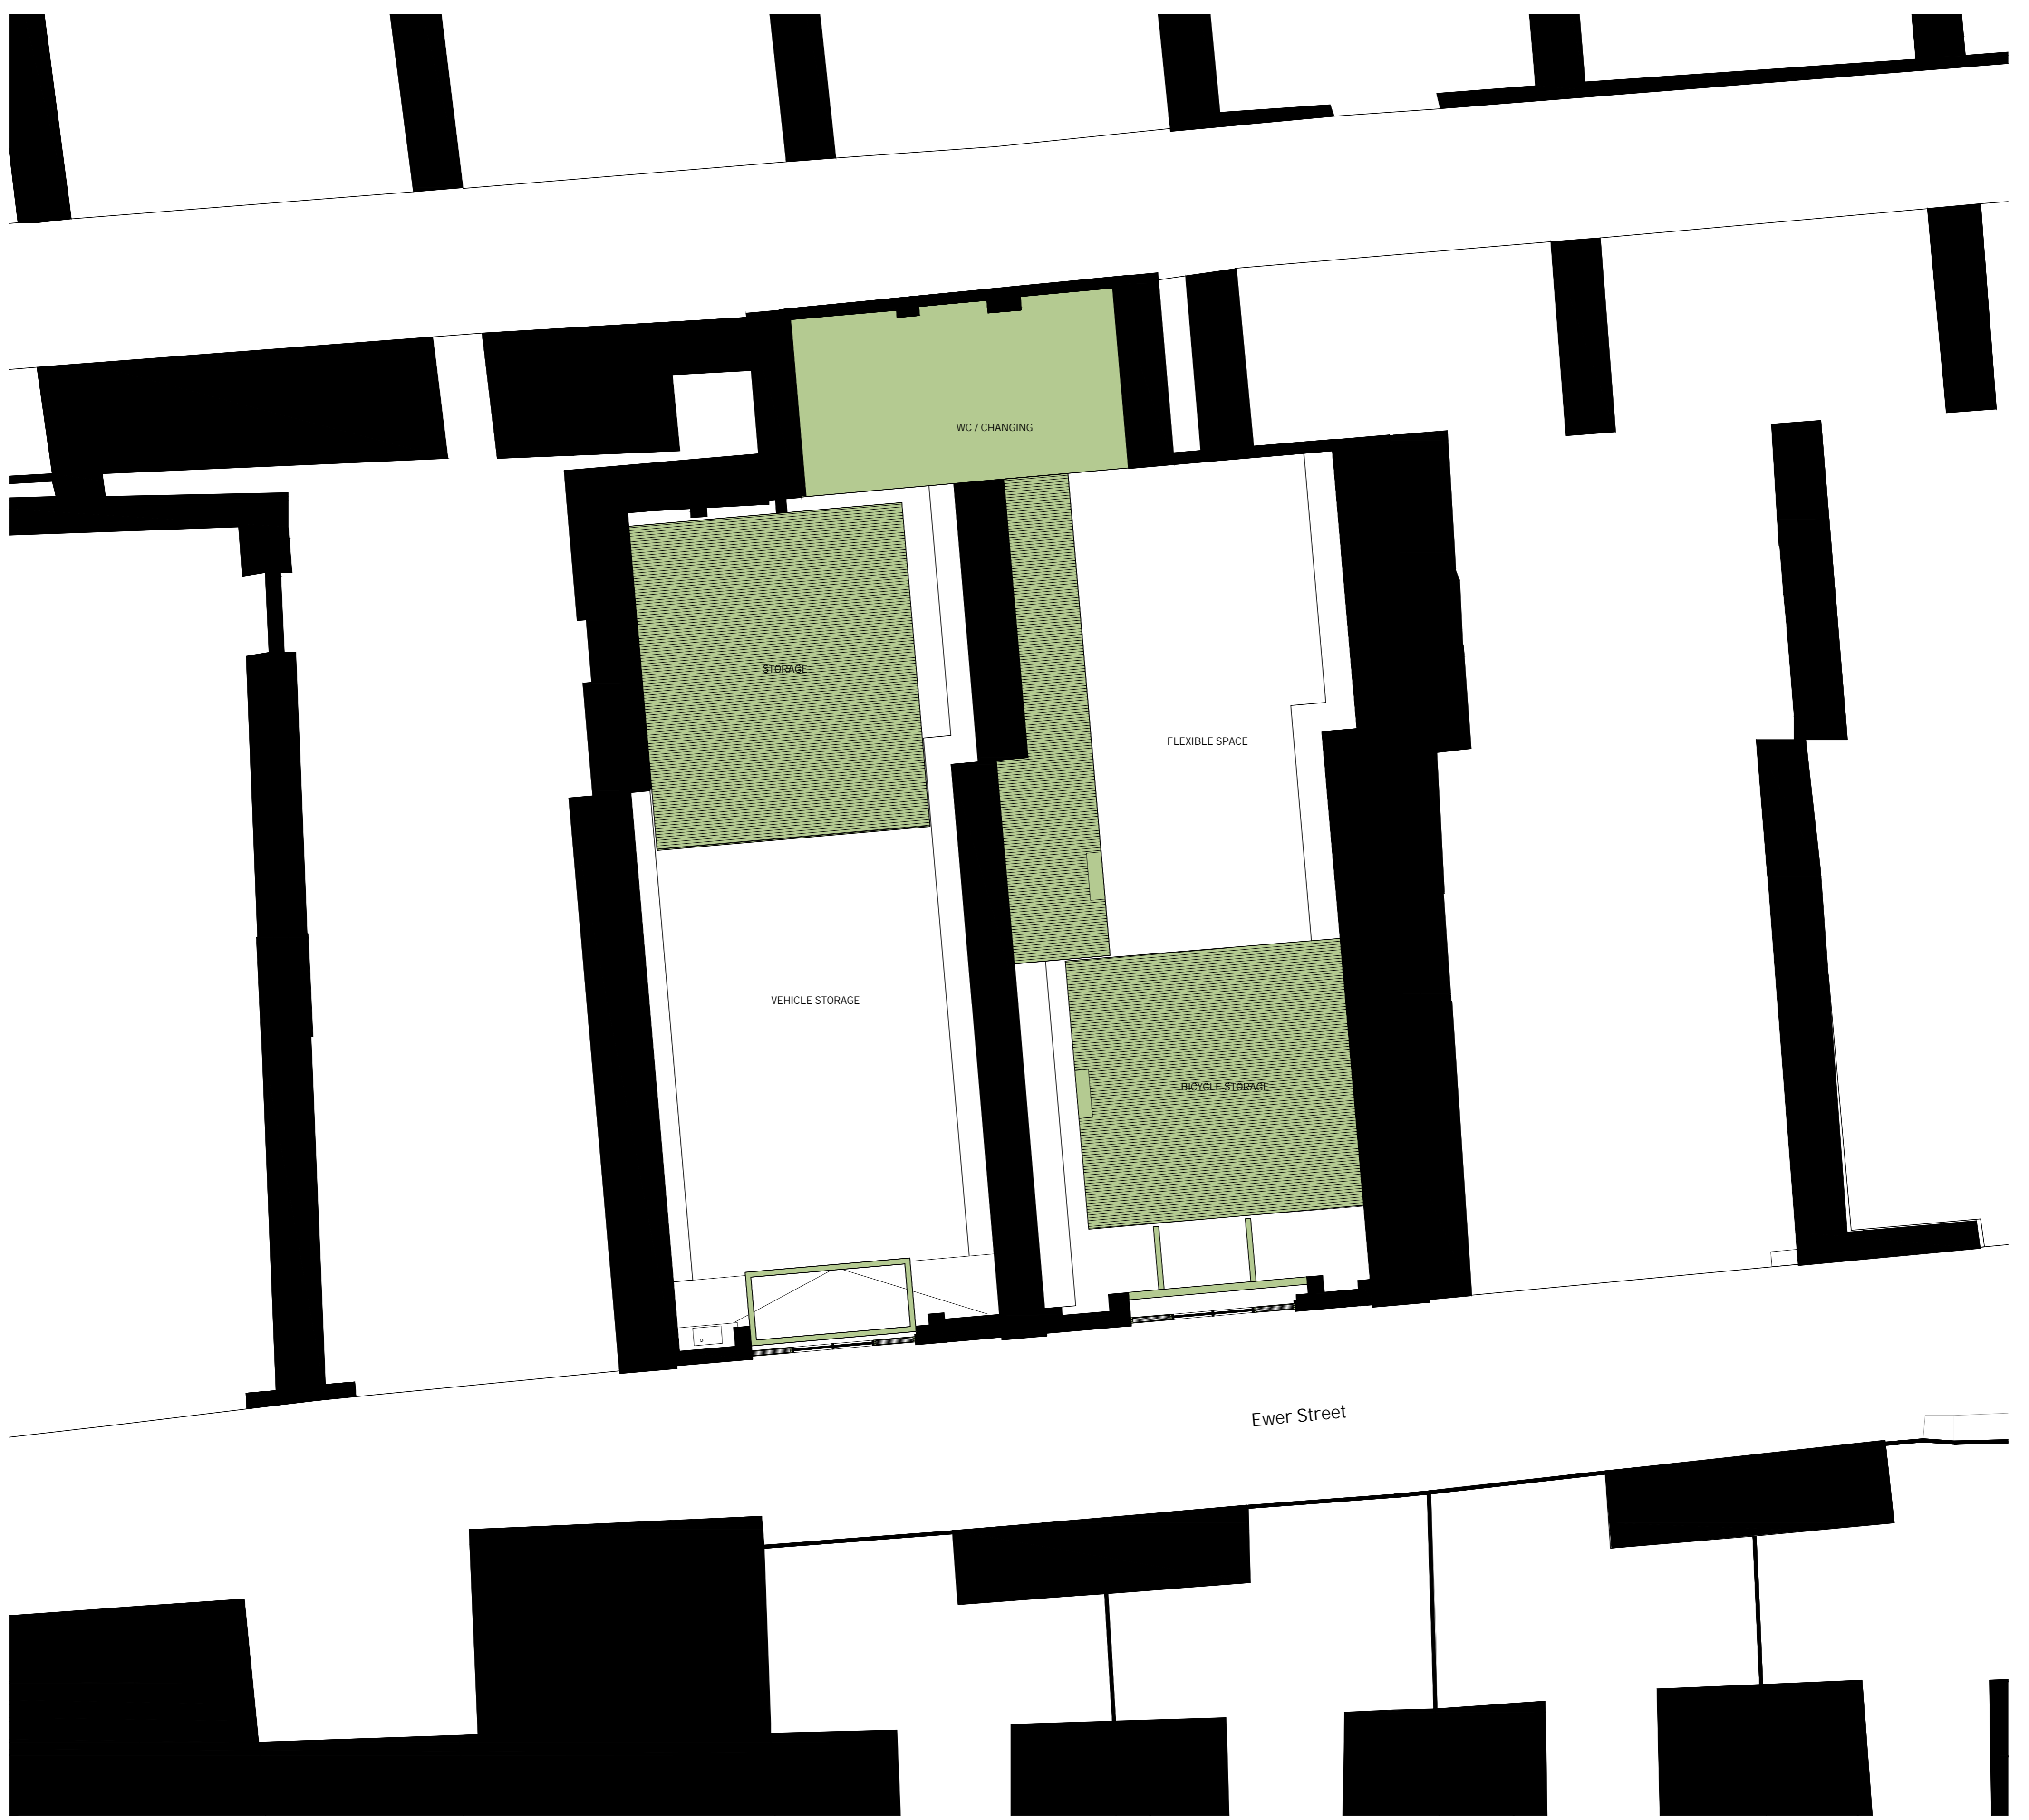 WC / CHANGING
STORAGE
FLEXIBLE SPACE
VEHICLE STORAGE
BICYCLE STORAGE
Ewer Street